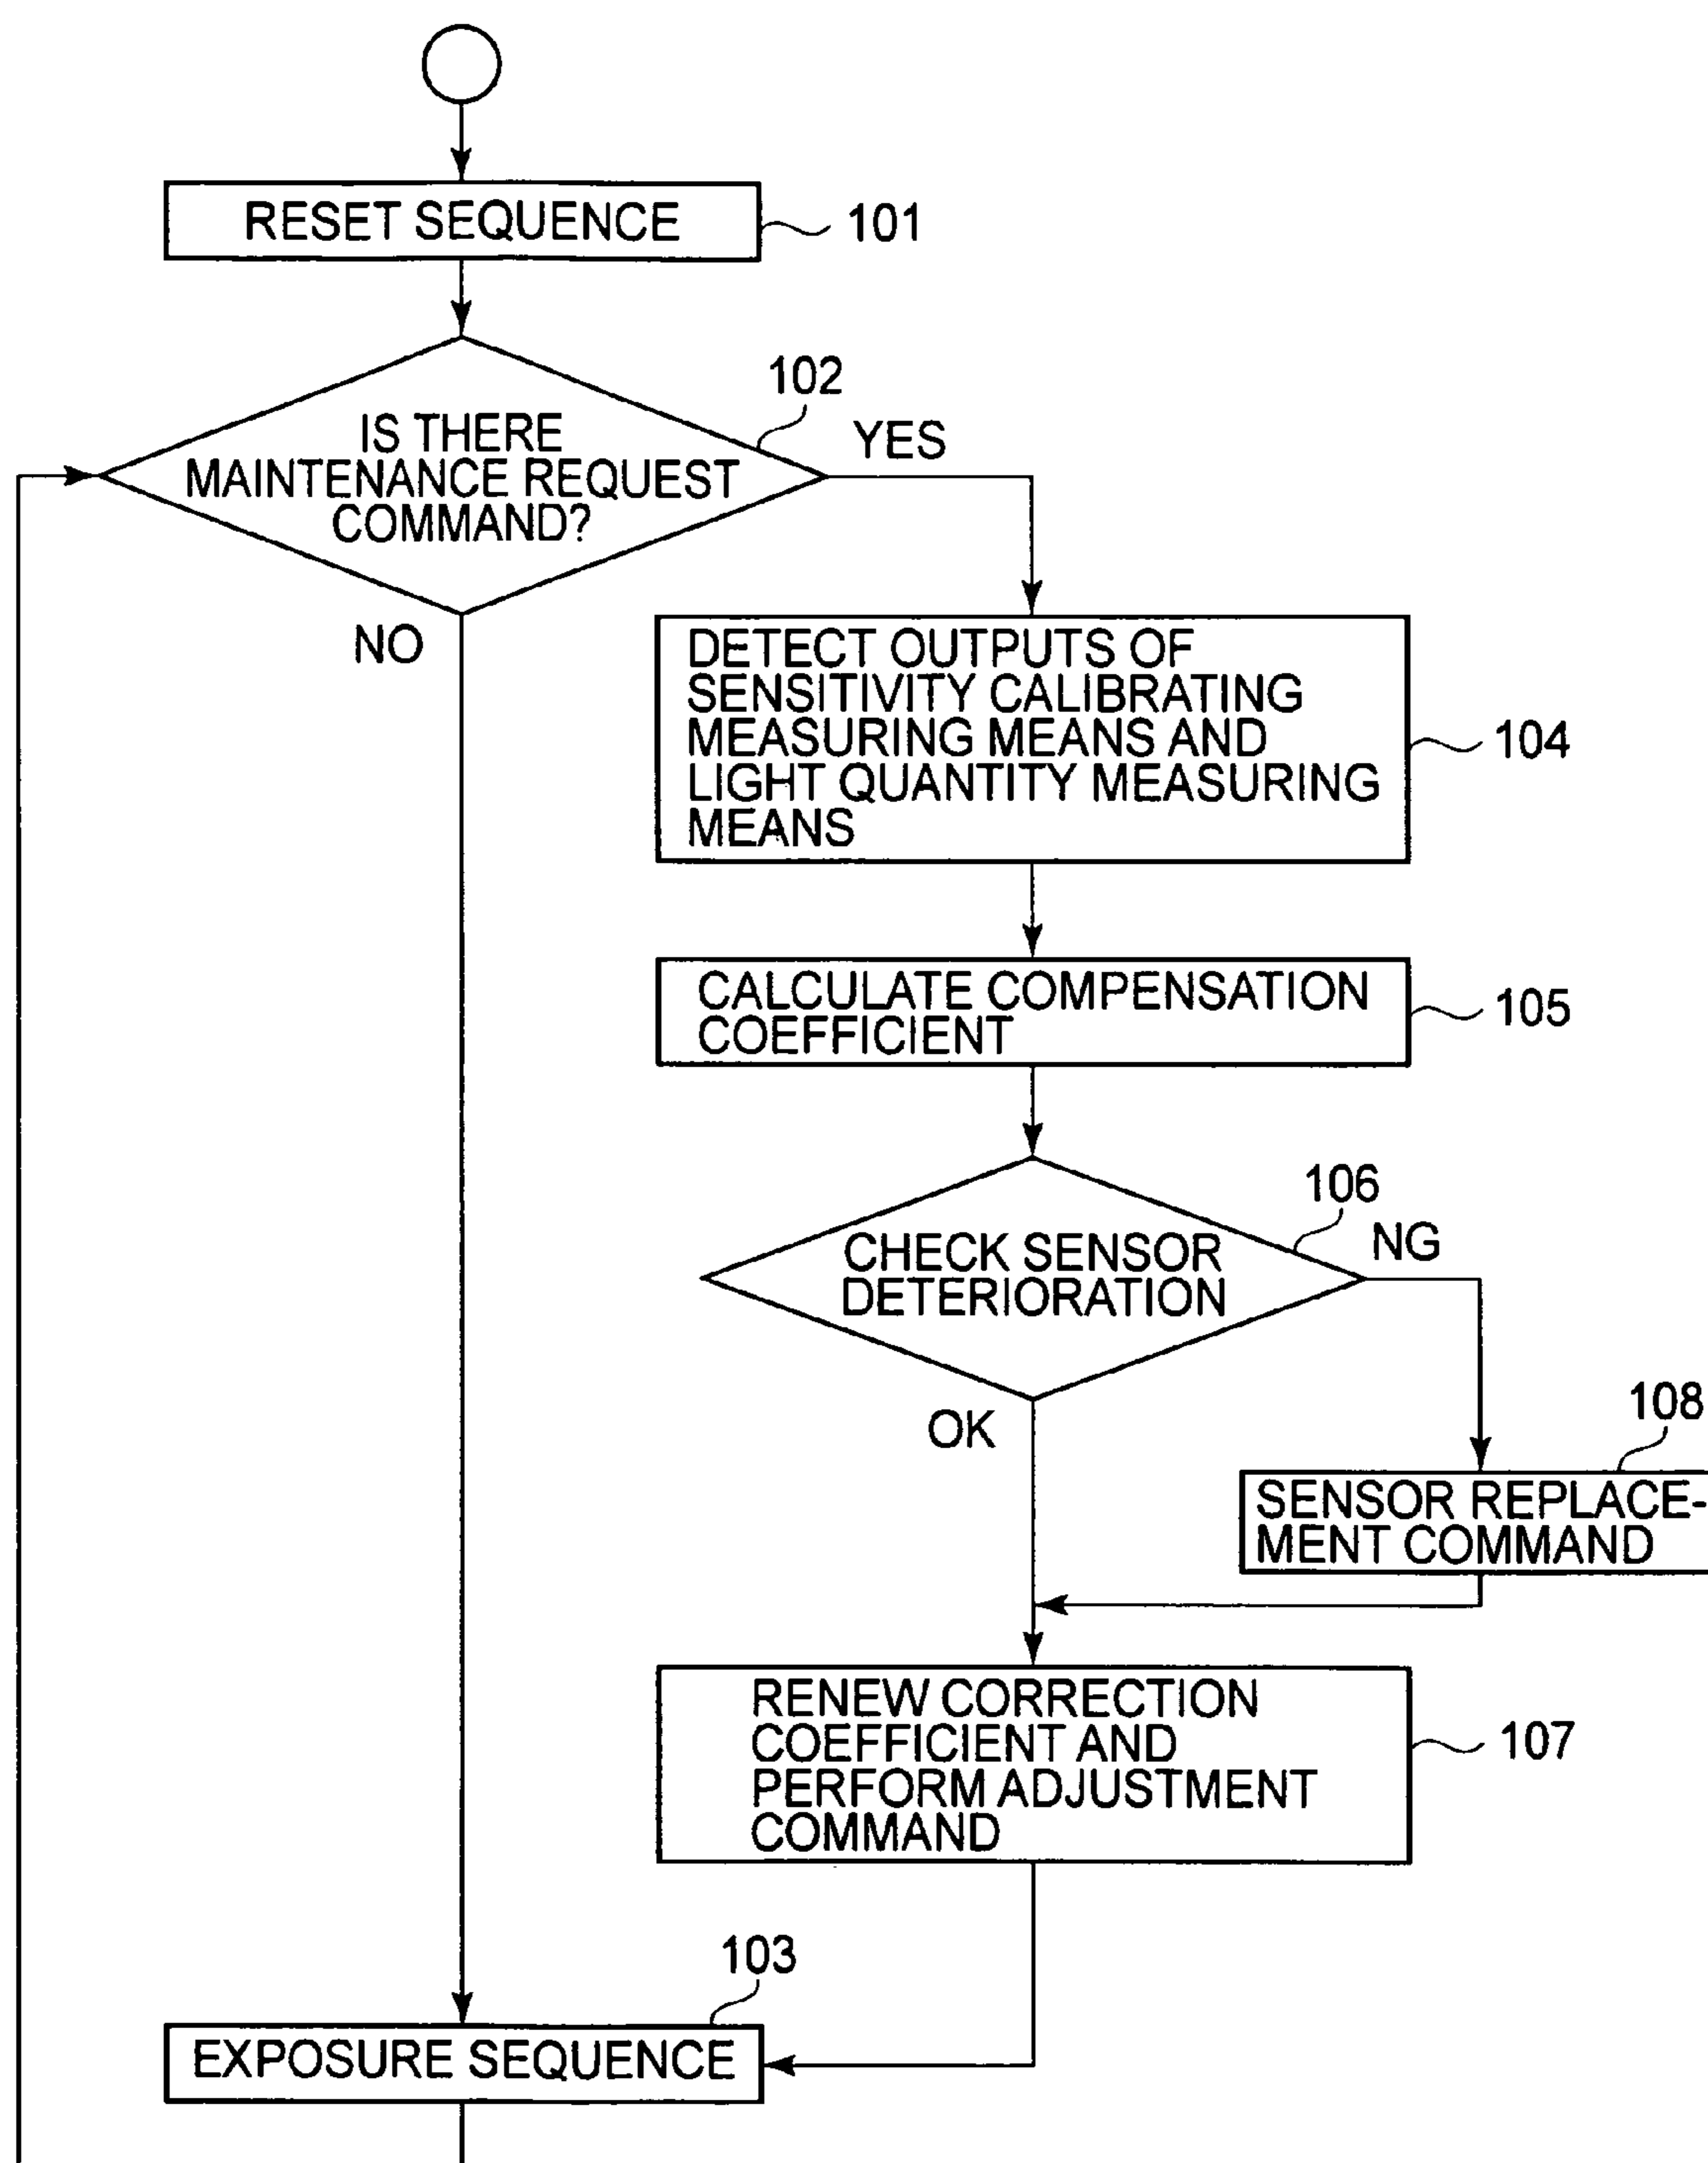 RESET SEQUENCE
101
102
IS THERE
MAINTENANCE REQUEST
COMMAND?
YES
NO
DETECT OUTPUTS OF
SENSITIVITY CALIBRATING
MEASURING MEANS AND
LIGHT QUANTITY MEASURING
MEANS
104
CALCULATE COMPENSATION
COEFFICIENT
105
106
CHECK SENSOR
DETERIORATION
NG
OK
108
SENSOR REPLACE-
MENT COMMAND
RENEW CORRECTION
COEFFICIENT AND
PERFORM ADJUSTMENT
COMMAND
107
103
EXPOSURE SEQUENCE